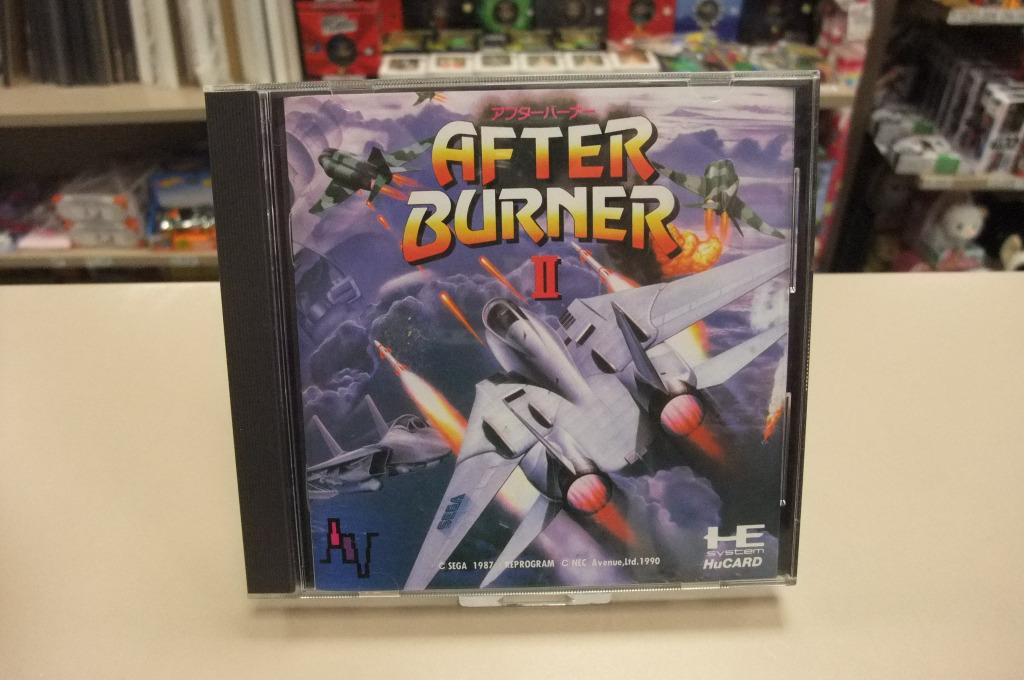 アフターバーナー
AFTER
BURNER
II
SEGA
AV
HE
system
HuCARD
© SEGA 1987 REPROGRAM © NEC Avenue,Ltd.1990